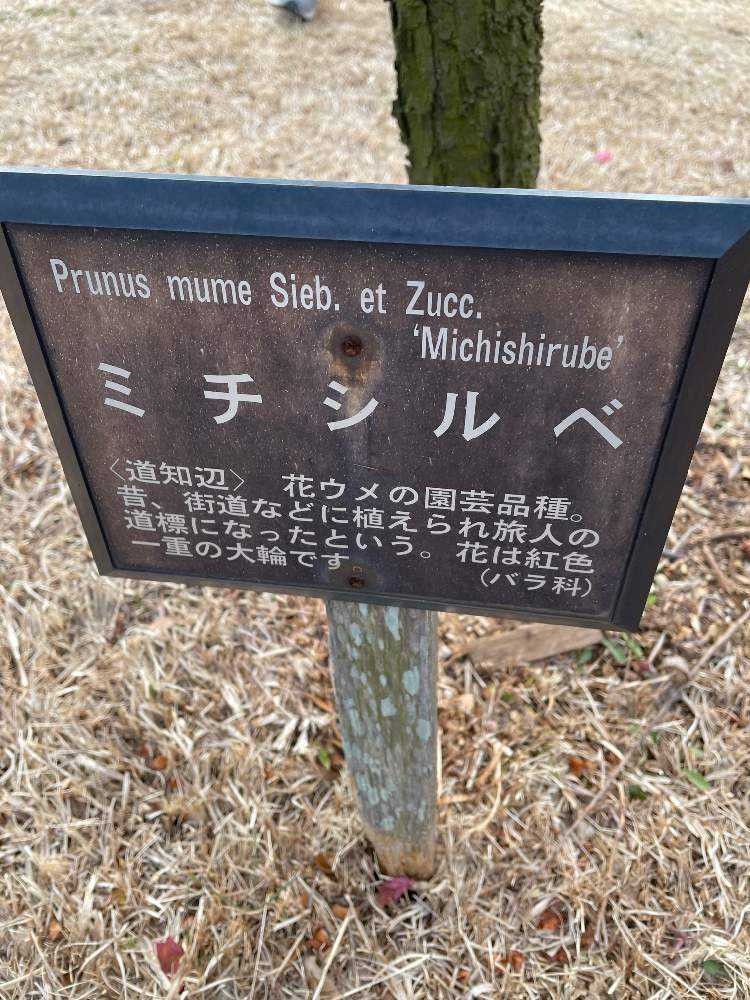 Prunus mume Sieb. et Zucc.
‘Michishirube’
ミチシルベ
〈道知辺〉 花ウメの園芸品種。
昔、街道などに植えられ旅人の
道標になったという。花は紅色
一重の大輪です。
(バラ科)